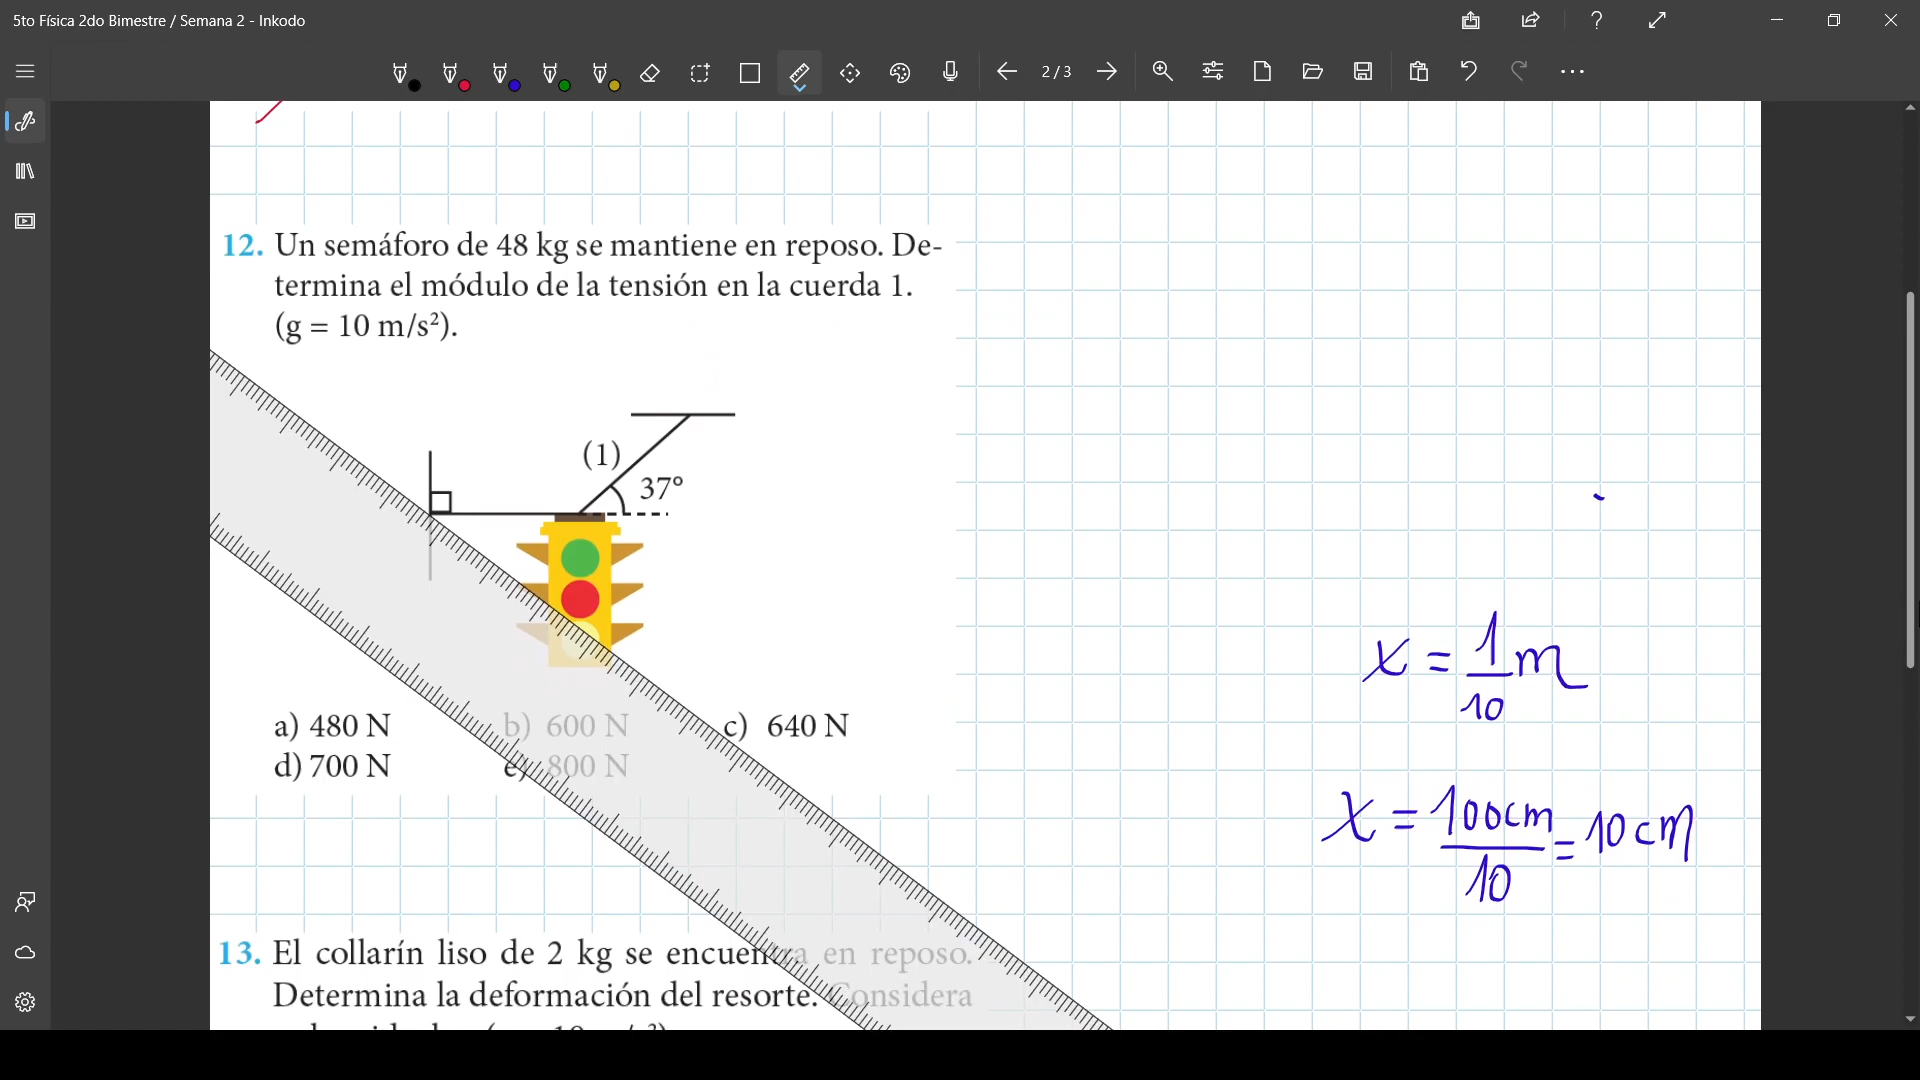 5to Física 2do Bimestre / Semana 2 - Inkodo
2/3
12. Un semáforo de 48 kg se mantiene en reposo. De-
termina el módulo de la tensión en la cuerda 1.
(g = 10 m/s²).
(1)
37°
a) 480 N b) 600 N c) 640 N
d) 700 N e) 800 N
x = 1/10 m
x = 100cm/10 = 10cm
13. El collarín liso de 2 kg se encuentra en reposo.
Determina la deformación del resorte. Considera